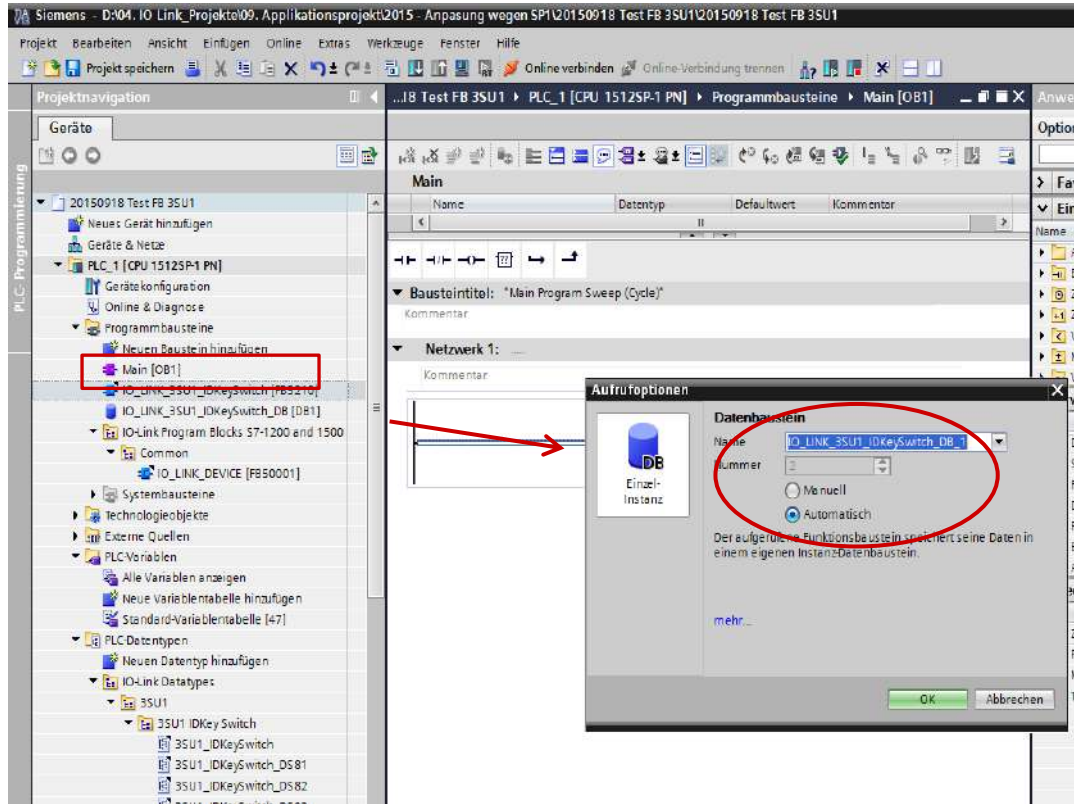 Siemens - D:\04. IO Link_Projekte\09. Applikationsprojekt\2015 - Anpasung wegen SP1\20150918 Test FB 3SU1\20150918 Test FB 3SU1
Projekt Bearbeiten Ansicht Einfügen Online Extras Werkzeuge Fenster Hilfe
Projekt speichern Online verbinden Online-Verbindung trennen
Projektnavigation
...18 Test FB 3SU1 ▸ PLC_1 [CPU 1512SP-1 PN] ▸ Programmbausteine ▸ Main [OB1]
Geräte
PLC-Programmierung
20150918 Test FB 3SU1
Neues Gerät hinzufügen
Geräte & Netze
PLC_1 [CPU 1512SP-1 PN]
Gerätekonfiguration
Online & Diagnose
Programmbausteine
Neuen Baustein hinzufügen
Main [OB1]
IO_LINK_3SU1_IDKeySwitch [FB5210]
IO_LINK_3SU1_IDKeySwitch_DB [DB1]
IO-Link Program Blocks S7-1200 and 1500
Common
IO_LINK_DEVICE [FB50001]
Systembausteine
Technologieobjekte
Externe Quellen
PLC-Variablen
Alle Variablen anzeigen
Neue Variablentabelle hinzufügen
Standard-Variablentabelle [47]
PLC-Datentypen
Neuen Datentyp hinzufügen
IO-Link Datatypes
3SU1
3SU1 IDKey Switch
3SU1_IDKeySwitch
3SU1_IDKeySwitch_DS81
3SU1_IDKeySwitch_DS82
Main
Name Datentyp Defaultwert Kommentar
Bausteintitel: "Main Program Sweep (Cycle)"
Kommentar
Netzwerk 1: ....
Kommentar
Aufrufoptionen
DB
Einzel-
Instanz
Datenbaustein
Name IO_LINK_3SU1_IDKeySwitch_DB_1
Nummer 2
Manuell
Automatisch
Der aufgerufene Funktionsbaustein speichert seine Daten in
einem eigenen Instanz-Datenbaustein.
mehr...
OK Abbrechen
Name